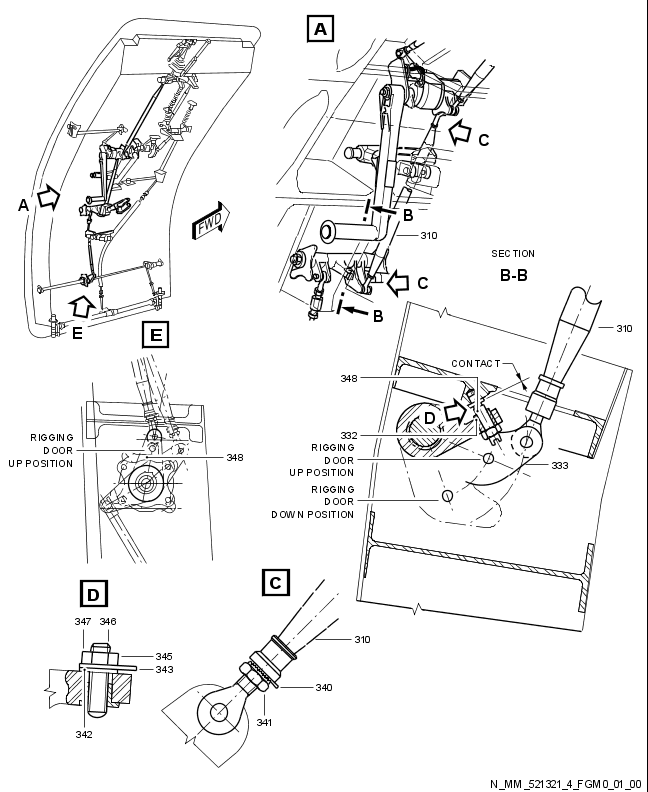 A
C
A
B
FWD
310
SECTION
B-B
C
B
E
E
310
CONTACT
348
D
332
RIGGING
DOOR
UP POSITION
348
RIGGING
DOOR
UP POSITION
333
RIGGING
DOOR
DOWN POSITION
D
C
347 346
310
345
343
340
341
342
N_MM_521321_4_FGM0_01_00